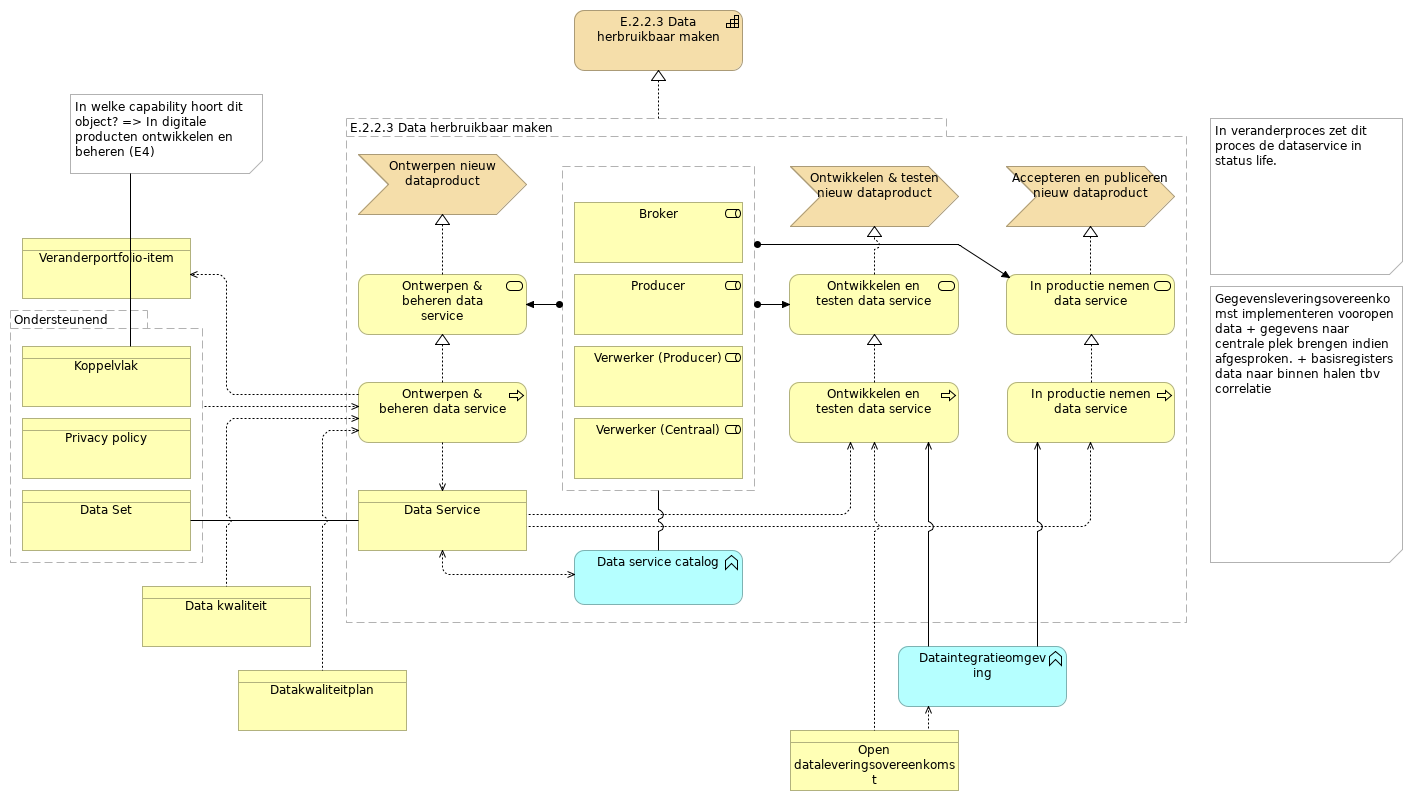 E.2.2.3 Data
herbruikbaar maken
In welke capability hoort dit
object? => In digitale
producten ontwikkelen en
beheren (E4)
E.2.2.3 Data herbruikbaar maken
In veranderproces zet dit
proces de dataservice in
status life.
Ontwerpen nieuw
dataproduct
Ontwikkelen & testen
nieuw dataproduct
Accepteren en publiceren
nieuw dataproduct
Broker
Veranderportfolio-item
Ontwerpen &
beheren data
service
Producer
Ontwikkelen en
testen data service
In productie nemen
data service
Gegevensleveringsovereenko
mst implementeren vooropen
data + gegevens naar
centrale plek brengen indien
afgesproken. + basisregisters
data naar binnen halen tbv
correlatie
Ondersteunend
Koppelvlak
Verwerker (Producer)
Ontwerpen &
beheren data service
Ontwikkelen en
testen data service
In productie nemen
data service
Privacy policy
Verwerker (Centraal)
Data Set
Data Service
Data service catalog
Data kwaliteit
Dataintegratieomgev
ing
Datakwaliteitplan
Open
dataleveringsovereenkoms
t